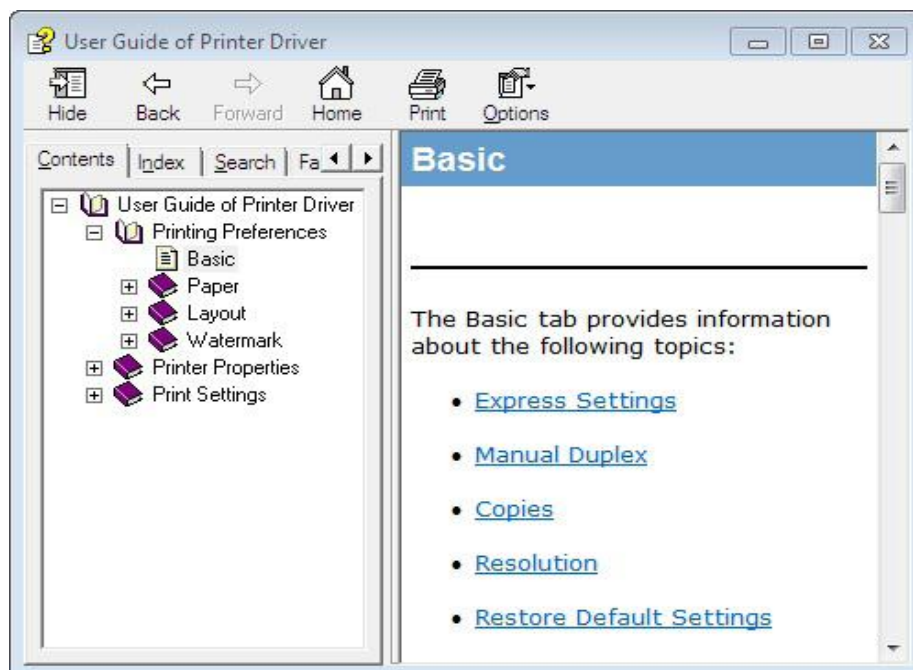 User Guide of Printer Driver
Hide Back Forward Home Print Options
Contents Index Search Fa
User Guide of Printer Driver
Printing Preferences
Basic
Paper
Layout
Watermark
Printer Properties
Print Settings
Basic
The Basic tab provides information
about the following topics:
• Express Settings
• Manual Duplex
• Copies
• Resolution
• Restore Default Settings